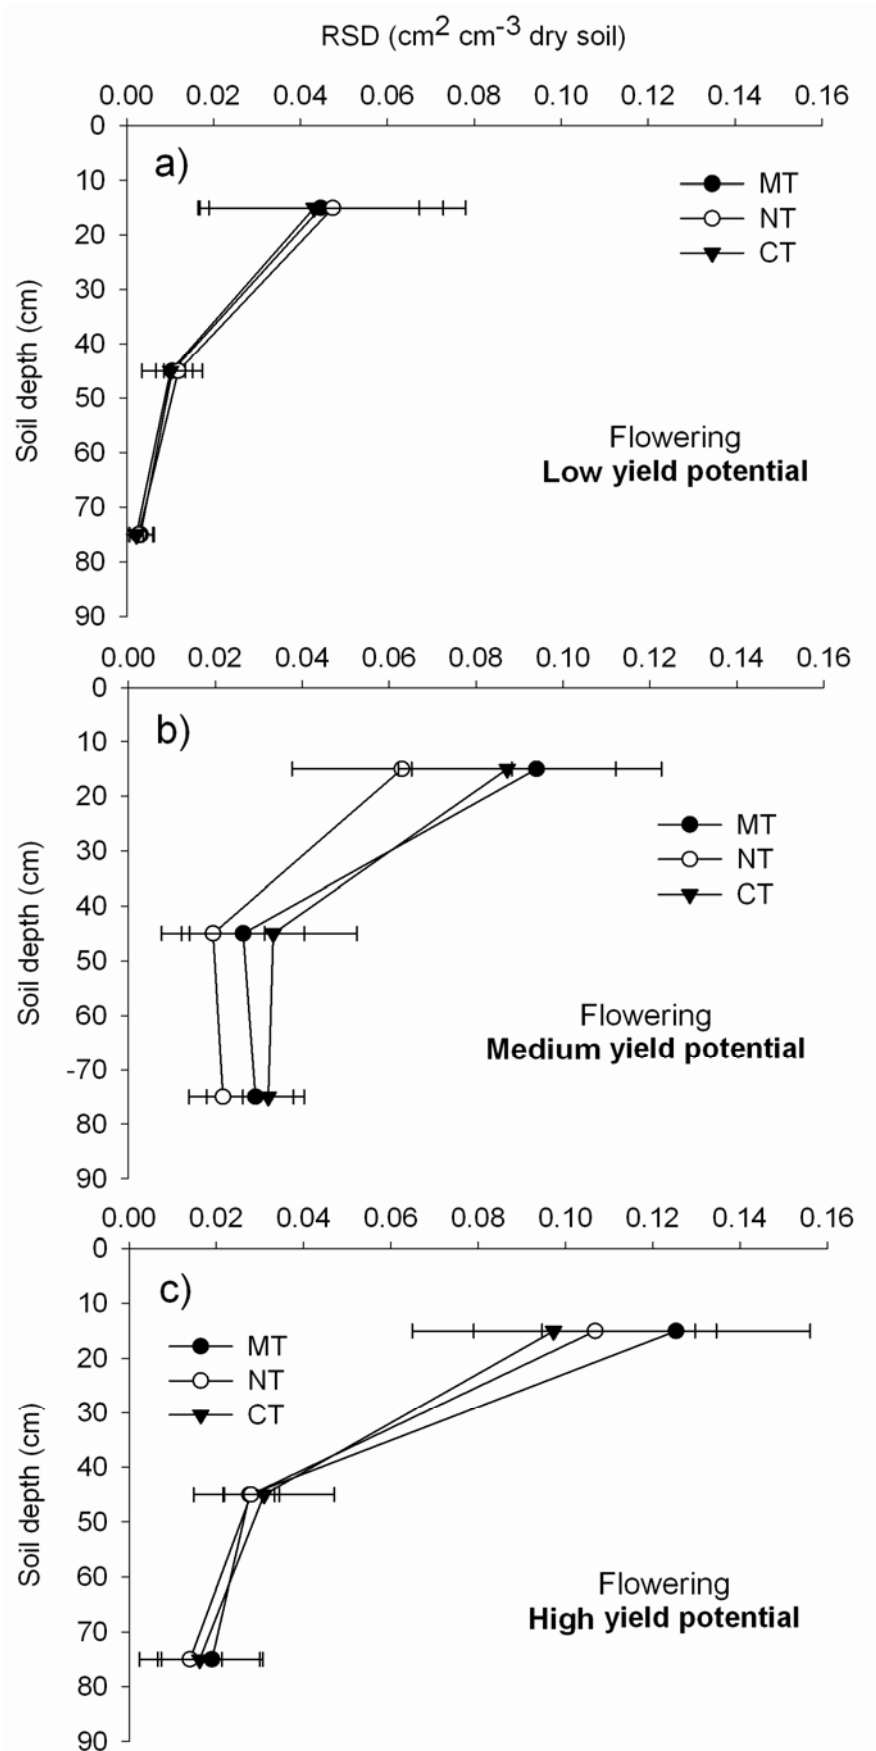 RSD (cm² cm⁻³ dry soil)
0.00 0.02 0.04 0.06 0.08 0.10 0.12 0.14 0.16
0
a)
10
MT
20
NT
CT
30
Soil depth (cm)
40
50
Flowering
60
Low yield potential
70
80
90
0.00 0.02 0.04 0.06 0.08 0.10 0.12 0.14 0.16
0
b)
10
20
MT
30
NT
CT
Soil depth (cm)
40
50
60
Flowering
Medium yield potential
-70
80
90
0.00 0.02 0.04 0.06 0.08 0.10 0.12 0.14 0.16
0
c)
10
MT
20
NT
CT
30
Soil depth (cm)
40
50
60
Flowering
High yield potential
70
80
90